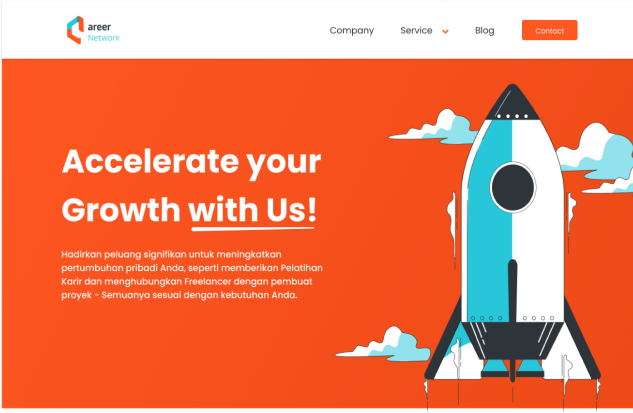 areer
Network
Company
Service
Blog
Contact
Accelerate your
Growth with Us!
Hadirkan peluang signifikan untuk meningkatkan
pertumbuhan pribadi Anda, seperti memberikan Pelatihan
Karir dan menghubungkan Freelancer dengan pembuat
proyek - Semuanya sesuai dengan kebutuhan Anda.